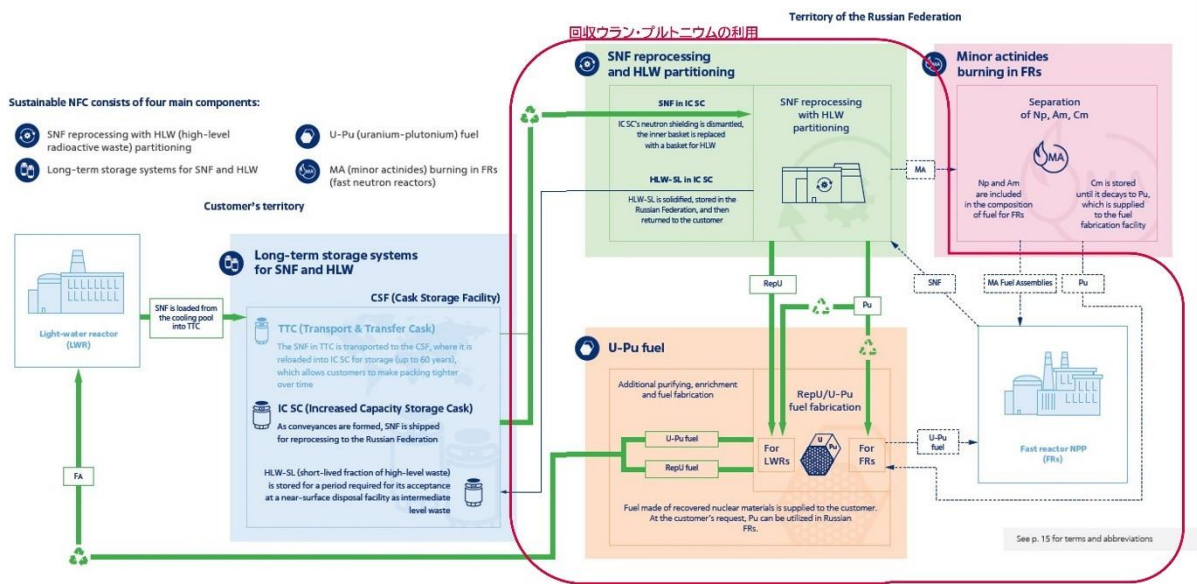 Territory of the Russian Federation
回収ウラン・プルトニウムの利用
SNF reprocessing
and HLW partitioning
Minor actinides
burning in FRs
Sustainable NFC consists of four main components:
SNF reprocessing with HLW (high-level
radioactive waste) partitioning
U-Pu (uranium-plutonium) fuel
Long-term storage systems for SNF and HLW
MA (minor actinides) burning in FRs
(fast neutron reactors)
SNF in IC SC
IC SC's neutron shielding is dismantled,
the inner basket is replaced
with a basket for HLW
HLW-SL in IC SC
HLW-SL is solidified, stored in the
Russian Federation, and then
returned to the customer
SNF reprocessing
with HLW
partitioning
MA
Separation
of Np, Am, Cm
MA
Np and Am
are included
in the composition
of fuel for FRs
Cm is stored
until it decays to Pu,
which is supplied
to the fuel
fabrication facility
Customer's territory
Long-term storage systems
for SNF and HLW
CSF (Cask Storage Facility)
Light-water reactor
(LWR)
SNF is loaded from
the cooling pool
into TTC
TTC (Transport & Transfer Cask)
The SNF in TTC is transported to the CSF, where it is
reloaded into IC SC for storage (up to 60 years),
which allows customers to make packing tighter
over time
IC SC (Increased Capacity Storage Cask)
As conveyances are formed, SNF is shipped
for reprocessing to the Russian Federation
HLW-SL (short-lived fraction of high-level waste)
is stored for a period required for its acceptance
at a near-surface disposal facility as intermediate
level waste
FA
RepU
Pu
SNF
MA Fuel Assemblies
Pu
U-Pu fuel
Additional purifying, enrichment
and fuel fabrication
RepU/U-Pu
fuel fabrication
U-Pu fuel
RepU fuel
For
LWRs
U
Pu
For
FRs
U-Pu
fuel
Fast reactor NPP
(FRs)
Fuel made of recovered nuclear materials is supplied to the customer.
At the customer's request, Pu can be utilized in Russian
FRs.
See p. 15 for terms and abbreviations